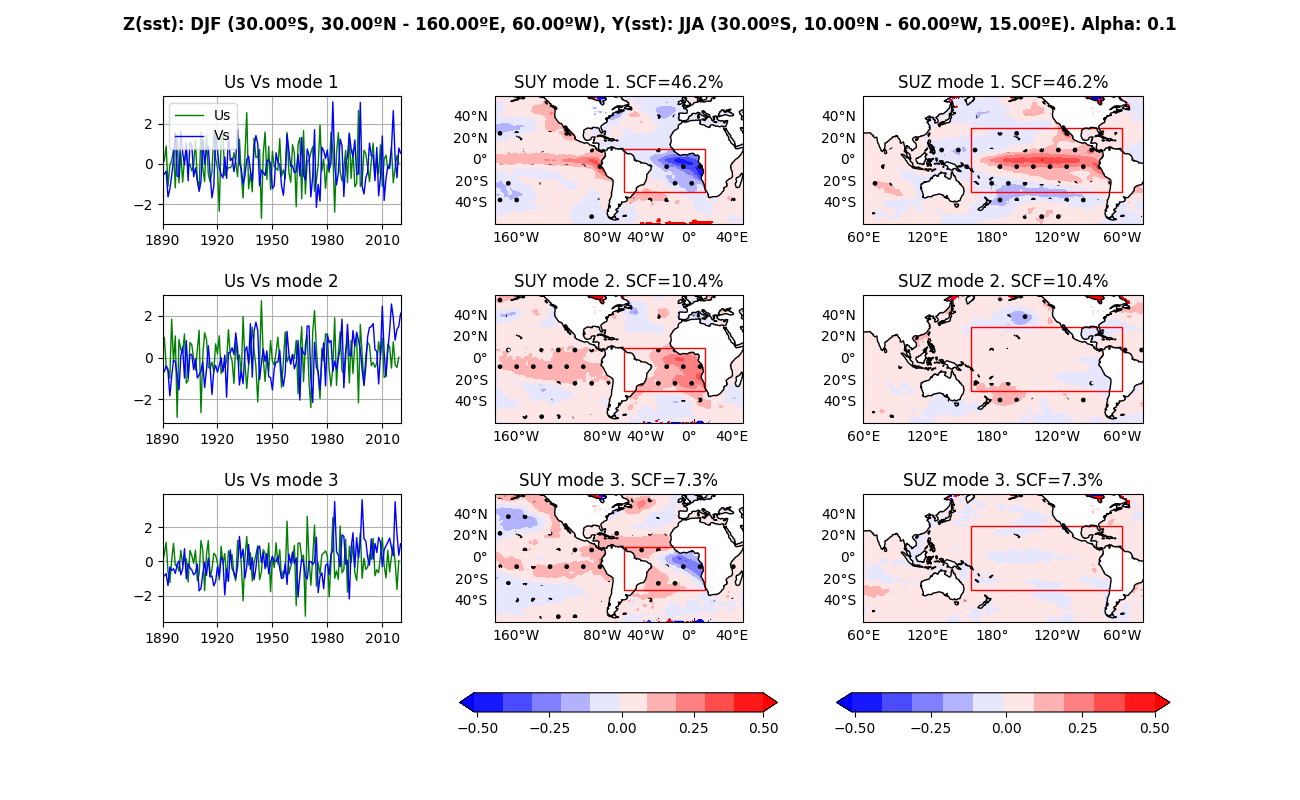 Z(sst): DJF (30.00ºS, 30.00ºN - 160.00ºE, 60.00ºW), Y(sst): JJA (30.00ºS, 10.00ºN - 60.00ºW, 15.00ºE). Alpha: 0.1
Us Vs mode 1
Us
Vs
2
0
−2
1890 1920 1950 1980 2010
SUY mode 1. SCF=46.2%
40°N
20°N
0°
20°S
40°S
160°W 80°W 40°W 0° 40°E
SUZ mode 1. SCF=46.2%
40°N
20°N
0°
20°S
40°S
60°E 120°E 180° 120°W 60°W
Us Vs mode 2
2
0
−2
1890 1920 1950 1980 2010
SUY mode 2. SCF=10.4%
40°N
20°N
0°
20°S
40°S
160°W 80°W 40°W 0° 40°E
SUZ mode 2. SCF=10.4%
40°N
20°N
0°
20°S
40°S
60°E 120°E 180° 120°W 60°W
Us Vs mode 3
2
0
−2
1890 1920 1950 1980 2010
SUY mode 3. SCF=7.3%
40°N
20°N
0°
20°S
40°S
160°W 80°W 40°W 0° 40°E
SUZ mode 3. SCF=7.3%
40°N
20°N
0°
20°S
40°S
60°E 120°E 180° 120°W 60°W
−0.50 −0.25 0.00 0.25 0.50
−0.50 −0.25 0.00 0.25 0.50